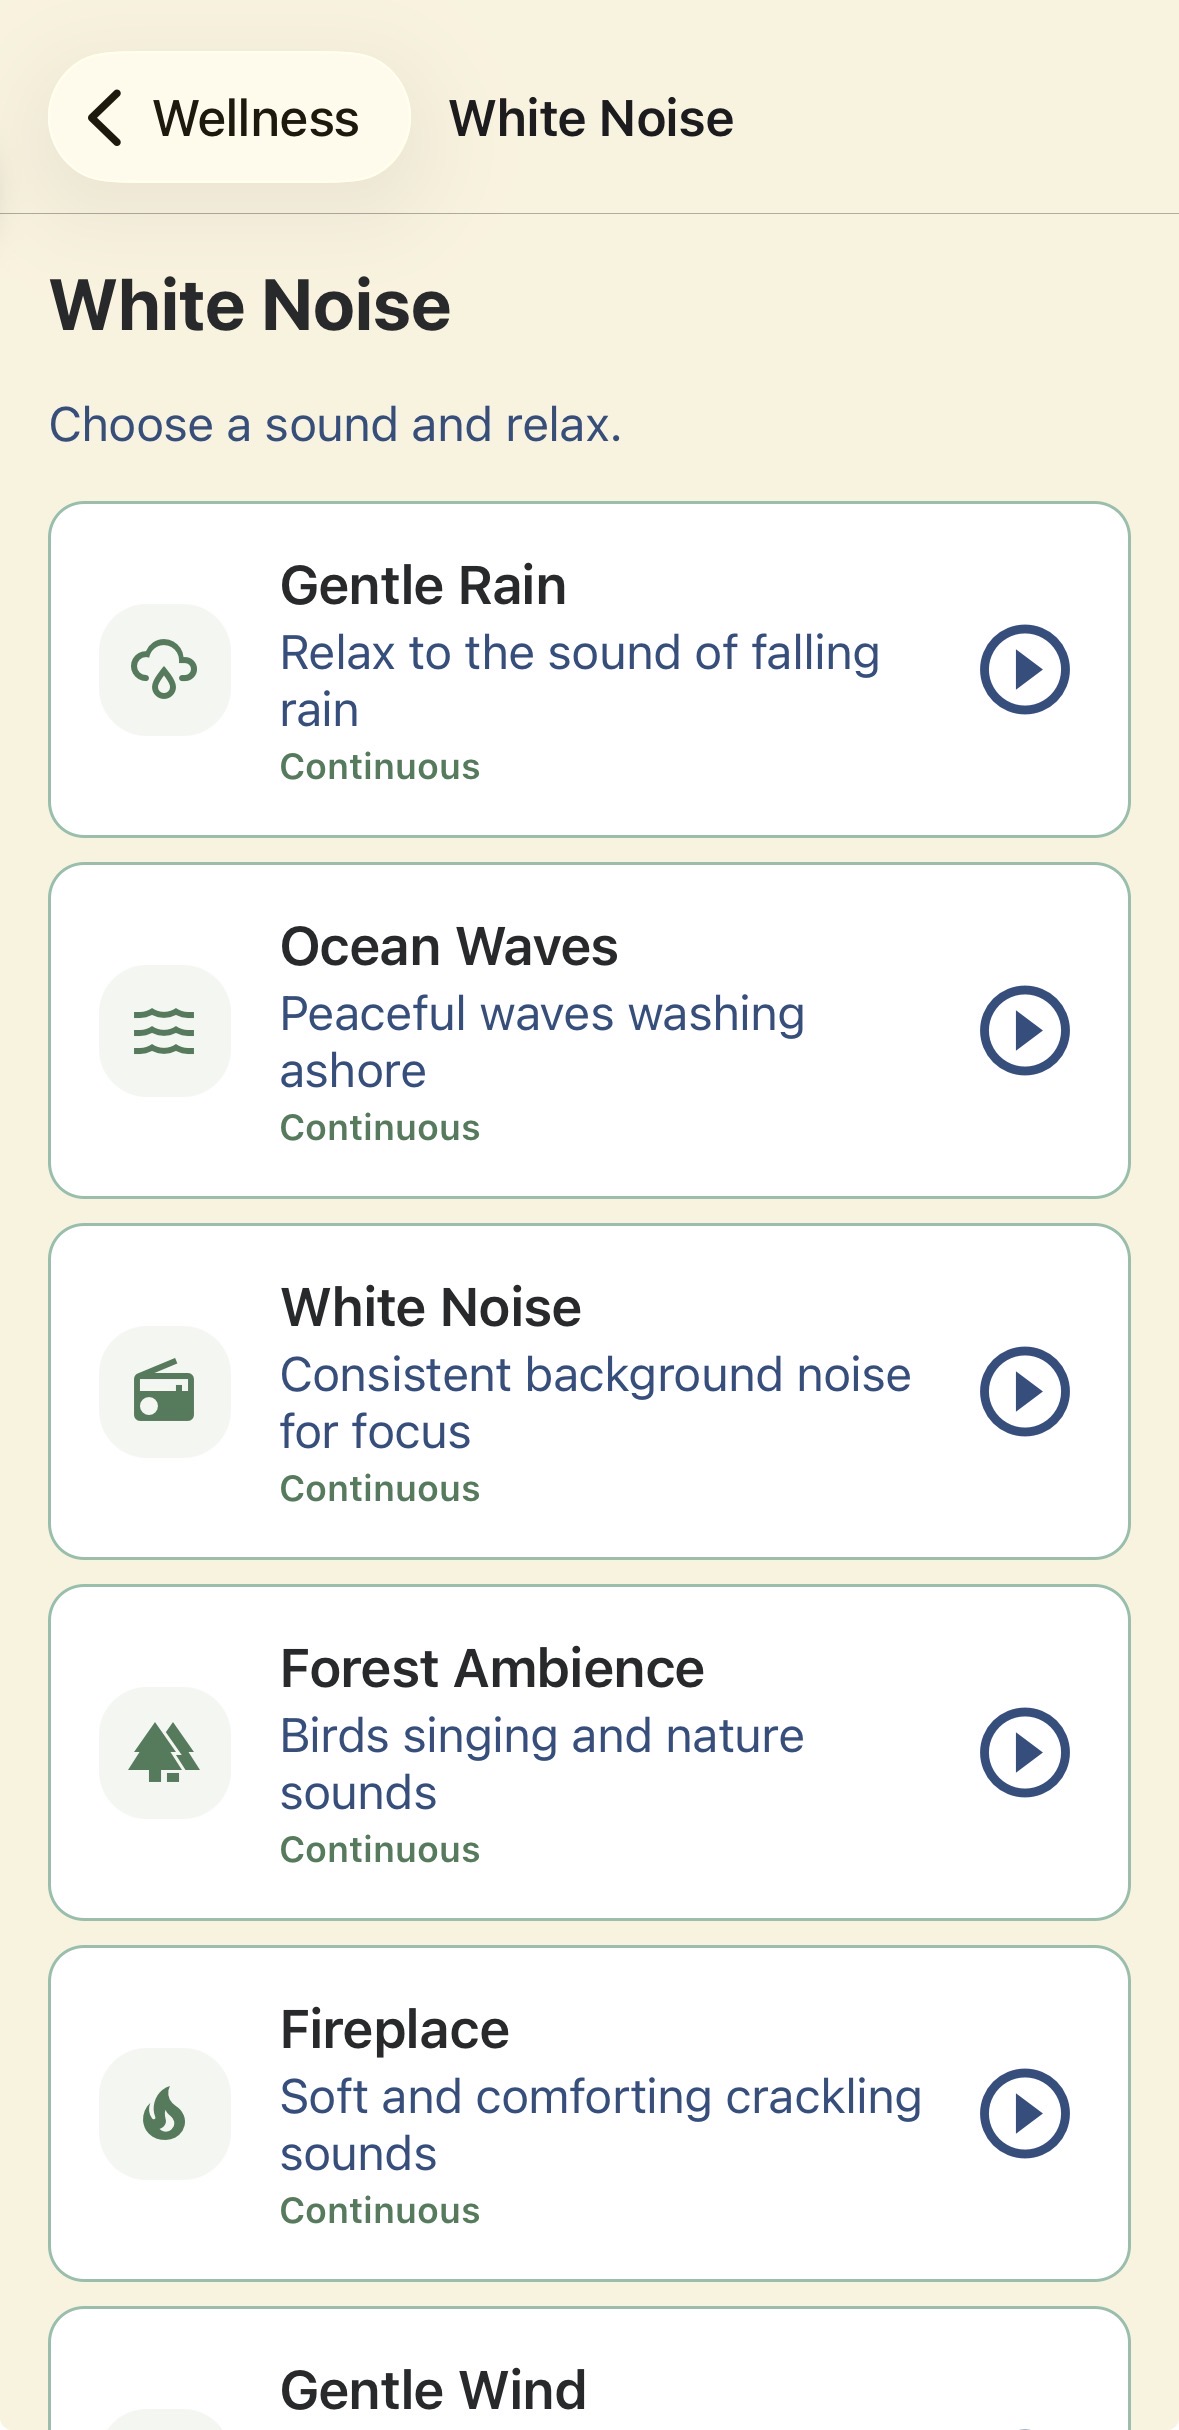 Wellness
White Noise
White Noise
Choose a sound and relax.
Gentle Rain
Relax to the sound of falling
rain
Continuous
Ocean Waves
Peaceful waves washing
ashore
Continuous
White Noise
Consistent background noise
for focus
Continuous
Forest Ambience
Birds singing and nature
sounds
Continuous
Fireplace
Soft and comforting crackling
sounds
Continuous
Gentle Wind